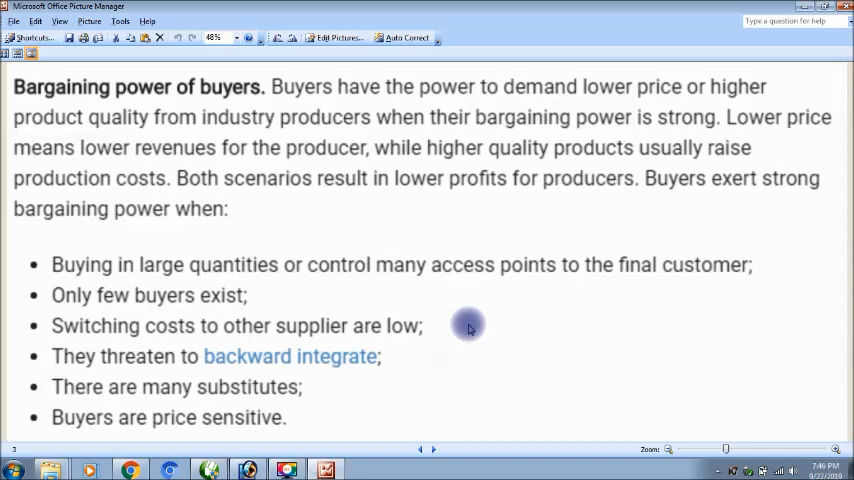 Microsoft Office Picture Manager
File Edit View Picture Tools Help
Type a question for help
Shortcuts... 48% Edit Pictures... Auto Correct
Bargaining power of buyers. Buyers have the power to demand lower price or higher
product quality from industry producers when their bargaining power is strong. Lower price
means lower revenues for the producer, while higher quality products usually raise
production costs. Both scenarios result in lower profits for producers. Buyers exert strong
bargaining power when:
• Buying in large quantities or control many access points to the final customer;
• Only few buyers exist;
• Switching costs to other supplier are low;
• They threaten to backward integrate;
• There are many substitutes;
• Buyers are price sensitive.
3
Zoom:
7:46 PM
9/22/2019